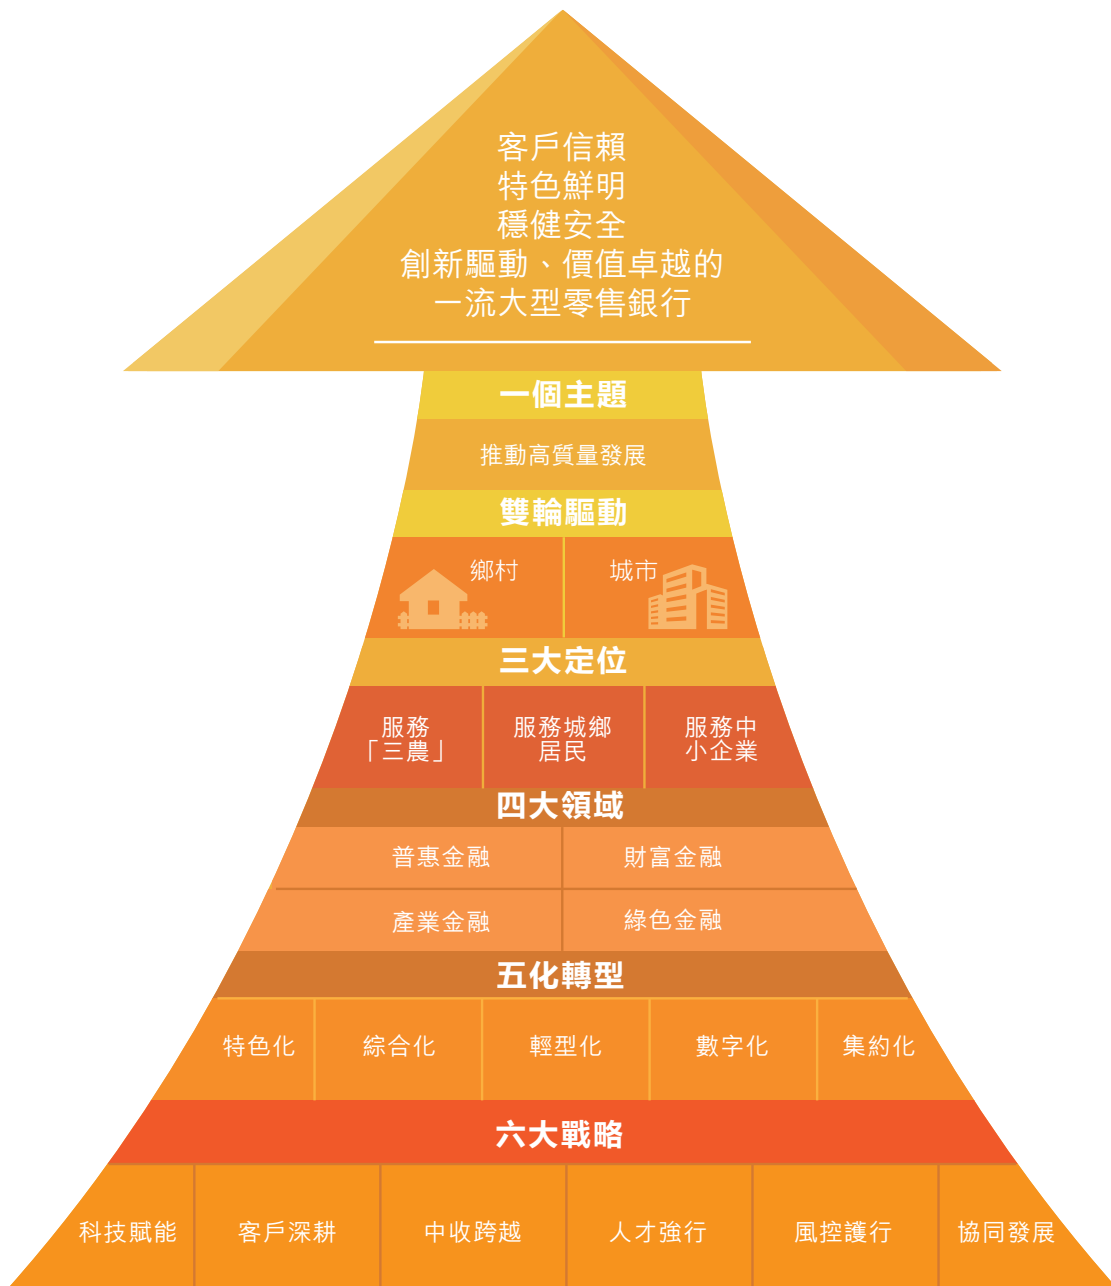 客戶信賴
特色鮮明
穩健安全
創新驅動、價值卓越的
一流大型零售銀行
一個主題
推動高質量發展
雙輪驅動
鄉村
城市
三大定位
服務
「三農」
服務城鄉
居民
服務中
小企業
四大領域
普惠金融
財富金融
產業金融
綠色金融
五化轉型
特色化
綜合化
輕型化
數字化
集約化
六大戰略
科技賦能
客戶深耕
中收跨越
人才強行
風控護行
協同發展